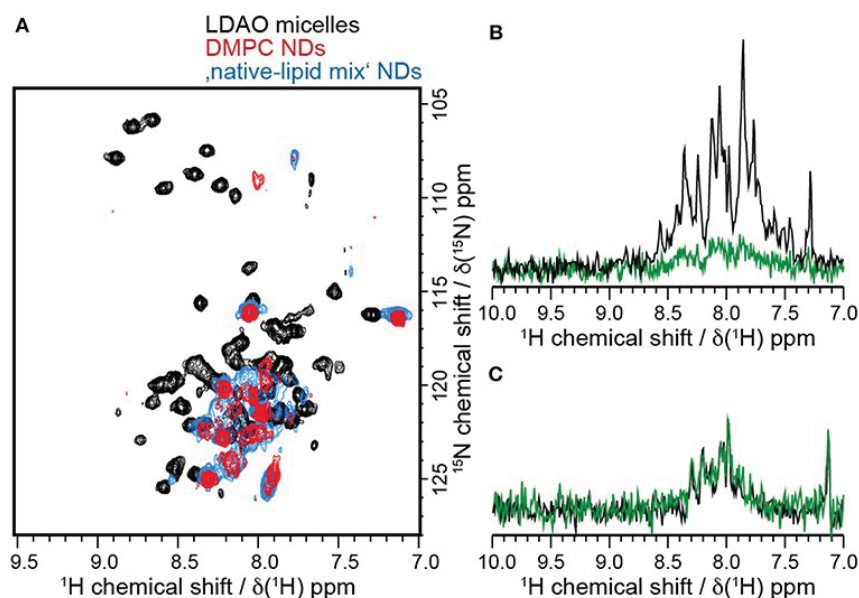 A
LDAO micelles
DMPC NDs
‚native-lipid mix‘ NDs
105
110
115
120
125
¹⁵N chemical shift / δ(¹⁵N) ppm
9.5 9.0 8.5 8.0 7.5 7.0
¹H chemical shift / δ(¹H) ppm
B
10.0 9.5 9.0 8.5 8.0 7.5 7.0
¹H chemical shift / δ(¹H) ppm
C
10.0 9.5 9.0 8.5 8.0 7.5 7.0
¹H chemical shift / δ(¹H) ppm